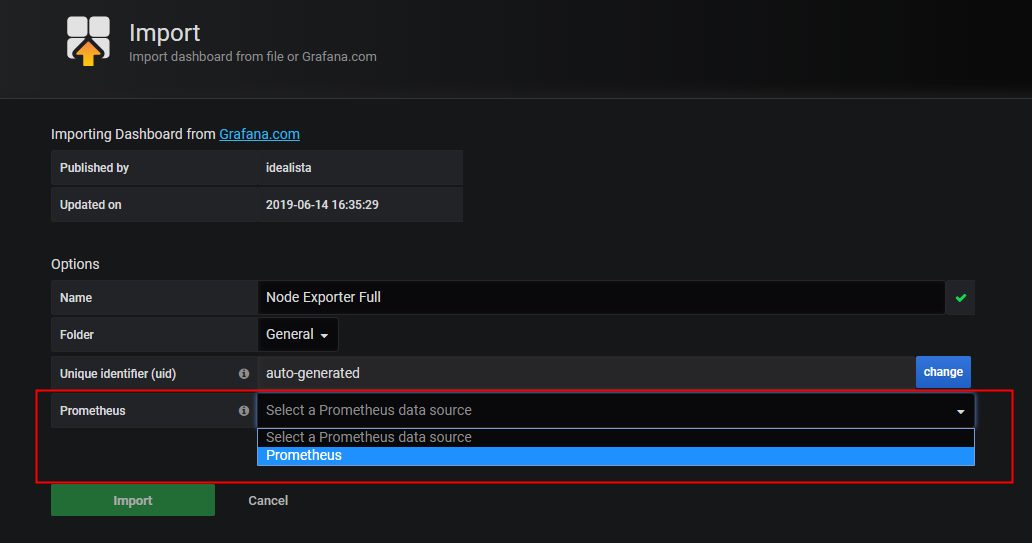 Import
Import dashboard from file or Grafana.com
Importing Dashboard from Grafana.com
Published by idealista
Updated on 2019-06-14 16:35:29
Options
Name Node Exporter Full
Folder General
Unique identifier (uid) auto-generated change
Prometheus Select a Prometheus data source
Select a Prometheus data source
Prometheus
Import Cancel